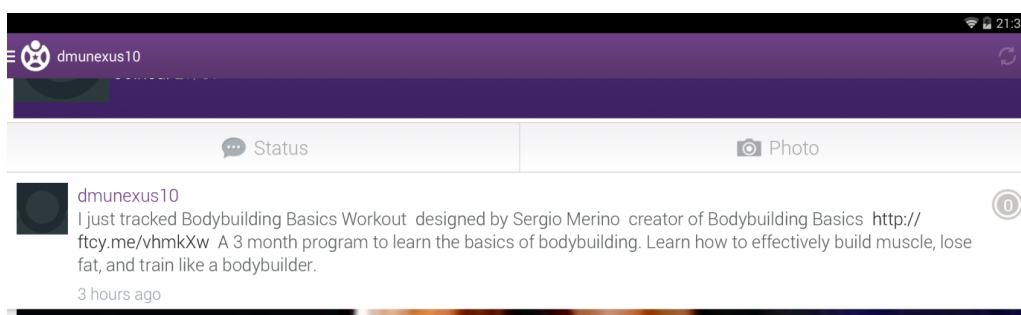 21:3
dmunexus10
Status
Photo
dmunexus10
0
I just tracked Bodybuilding Basics Workout designed by Sergio Merino creator of Bodybuilding Basics http://
ftcy.me/vhmkXw A 3 month program to learn the basics of bodybuilding. Learn how to effectively build muscle, lose
fat, and train like a bodybuilder.
3 hours ago